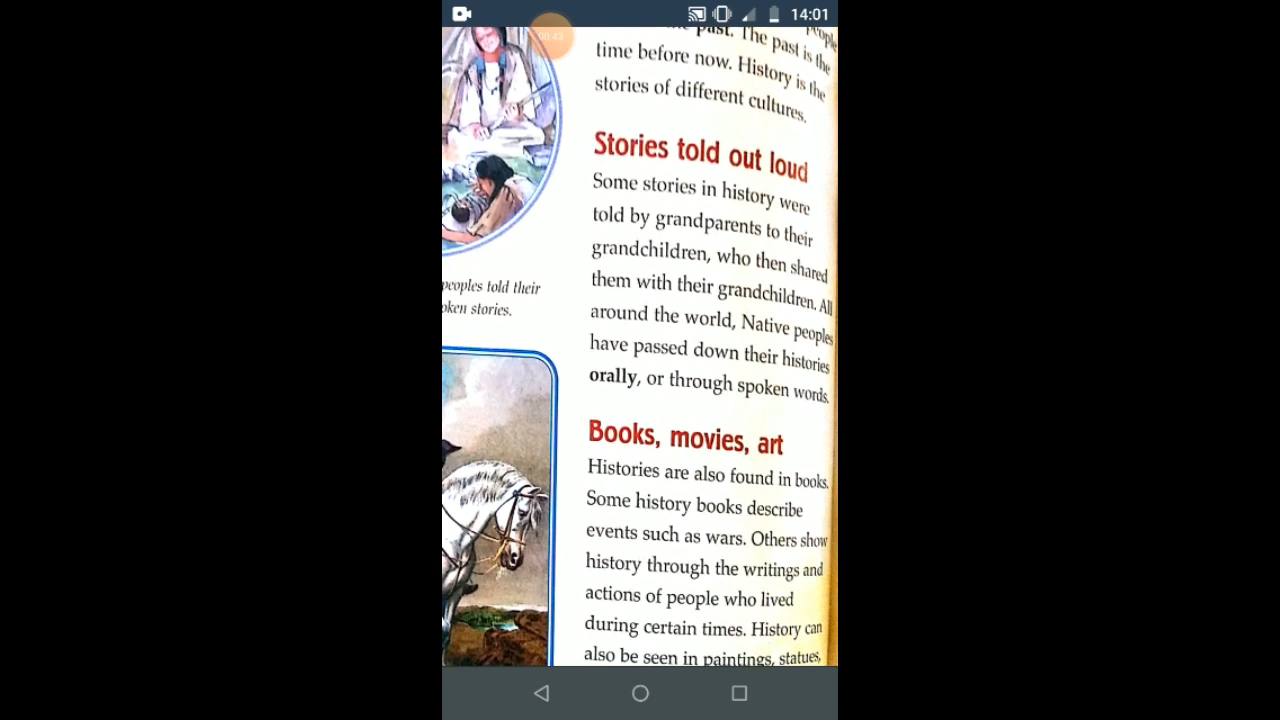 14:01
00:43
past. The past is the
time before now. History is the
stories of different cultures.
Stories told out loud
Some stories in history were
told by grandparents to their
grandchildren, who then shared
them with their grandchildren. All
around the world, Native peoples
have passed down their histories
orally, or through spoken words.
peoples told their
oken stories.
Books, movies, art
Histories are also found in books.
Some history books describe
events such as wars. Others show
history through the writings and
actions of people who lived
during certain times. History can
also be seen in paintings, statues,